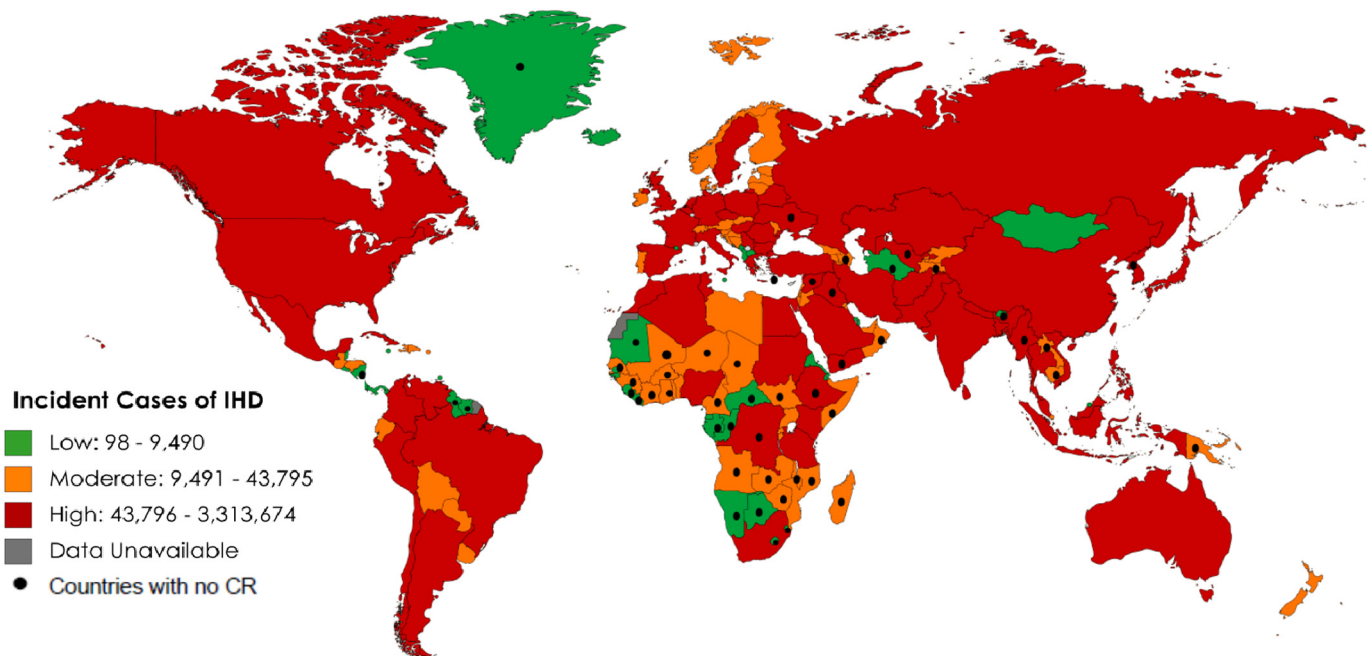 Incident Cases of IHD
Low: 98 - 9,490
Moderate: 9,491 - 43,795
High: 43,796 - 3,313,674
Data Unavailable
Countries with no CR